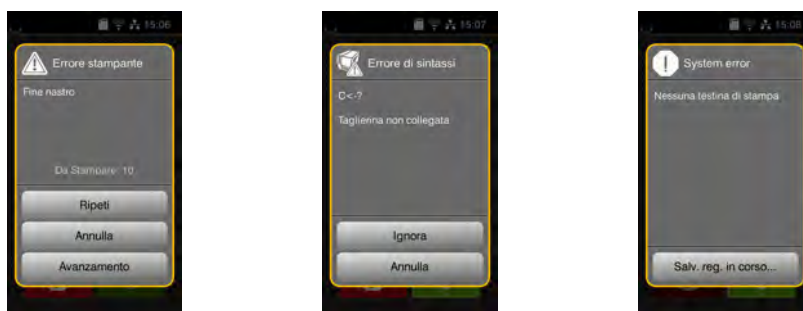 15:06
Errore stampante
Fine nastro
Da Stampare: 10
Ripeti
Annulla
Avanzamento
15:07
Errore di sintassi
C<-?
Taglierina non collegata
Ignora
Annulla
15:08
System error
Nessuna testina di stampa
Salv. reg. in corso...